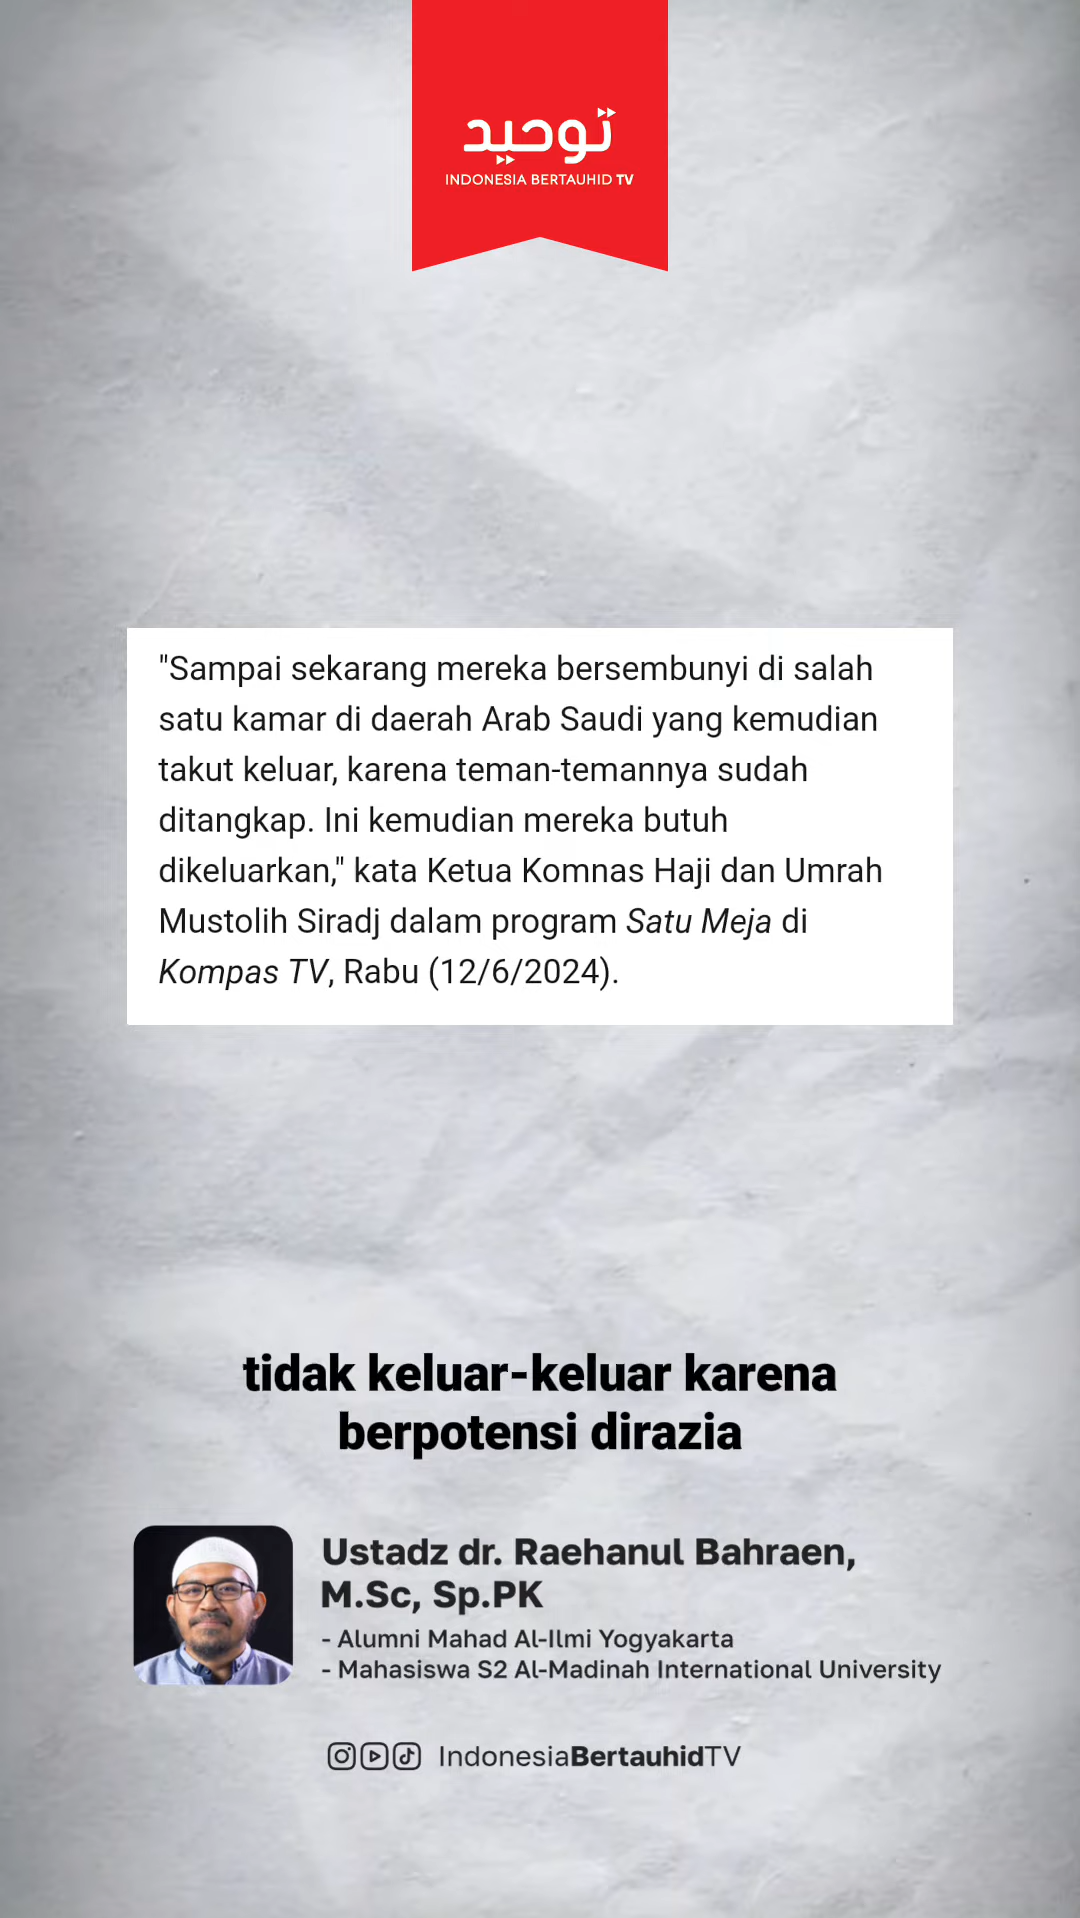 توحيد
INDONESIA BERTAUHID TV
"Sampai sekarang mereka bersembunyi di salah
satu kamar di daerah Arab Saudi yang kemudian
takut keluar, karena teman-temannya sudah
ditangkap. Ini kemudian mereka butuh
dikeluarkan," kata Ketua Komnas Haji dan Umrah
Mustolih Siradj dalam program Satu Meja di
Kompas TV, Rabu (12/6/2024).
tidak keluar-keluar karena
berpotensi dirazia
Ustadz dr. Raehanul Bahraen,
M.Sc, Sp.PK
- Alumni Mahad Al-Ilmi Yogyakarta
- Mahasiswa S2 Al-Madinah International University
IndonesiaBertauhidTV